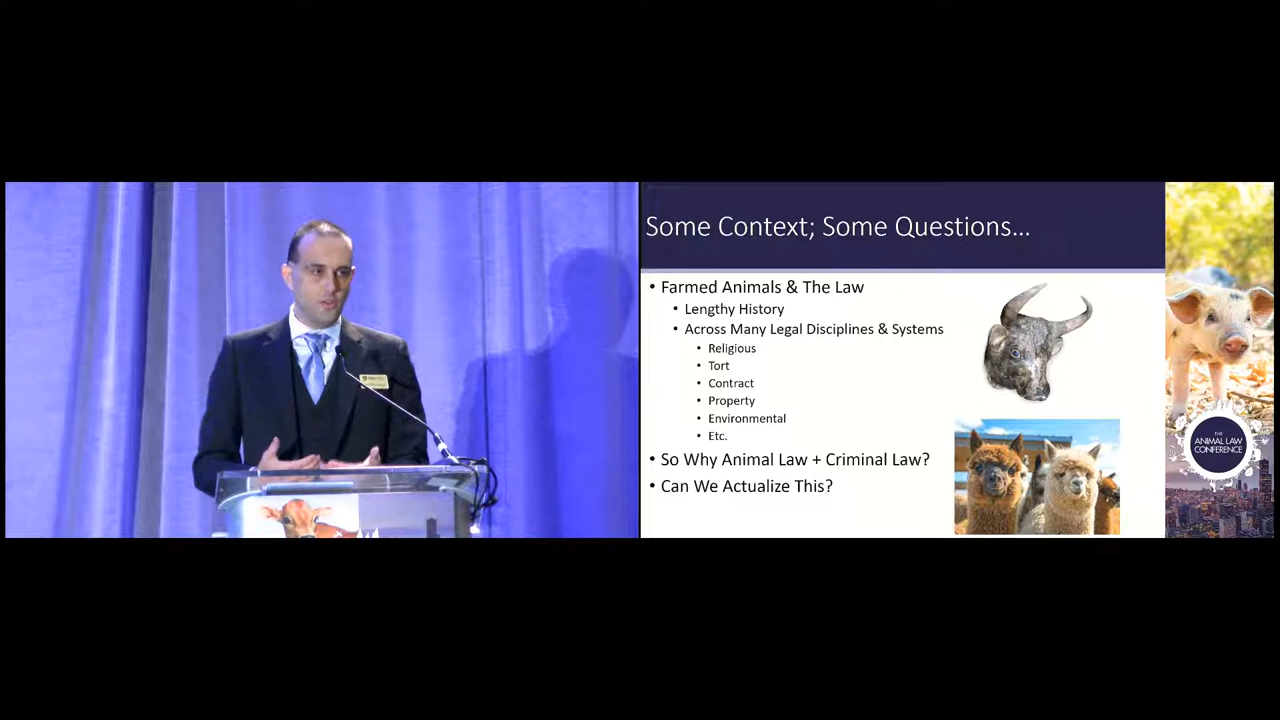 Some Context; Some Questions...
• Farmed Animals & The Law
• Lengthy History
• Across Many Legal Disciplines & Systems
• Religious
• Tort
• Contract
• Property
• Environmental
• Etc.
• So Why Animal Law + Criminal Law?
• Can We Actualize This?
THE
ANIMAL LAW
CONFERENCE